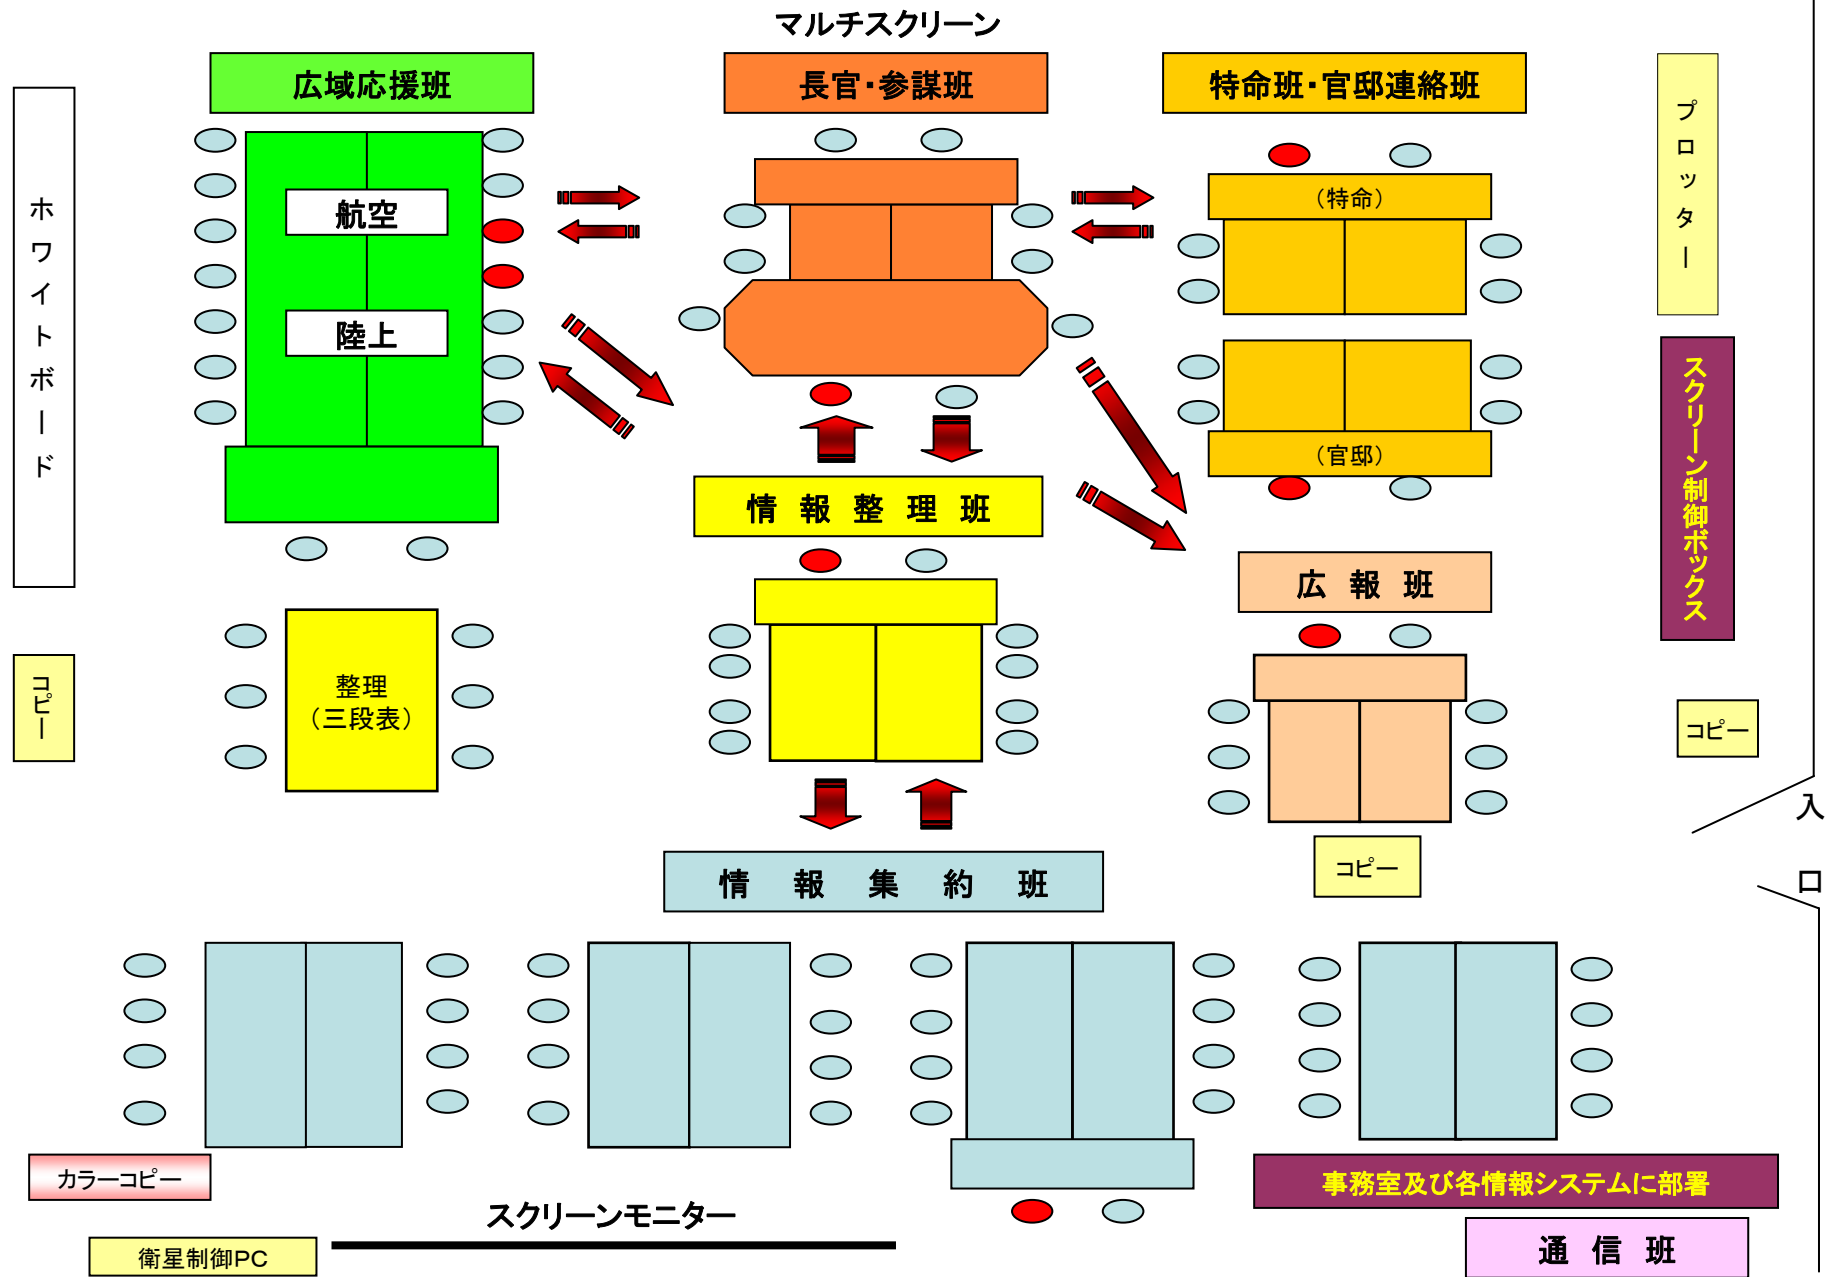 マルチスクリーン
広域応援班
長官・参謀班
特命班・官邸連絡班
ホワイトボード
航空
陸上
（特命）
（官邸）
プロッター
スクリーン制御ボックス
情報整理班
広報班
コピー
整理
（三段表）
コピー
入口
コピー
情報集約班
カラーコピー
スクリーンモニター
衛星制御PC
事務室及び各情報システムに部署
通信班